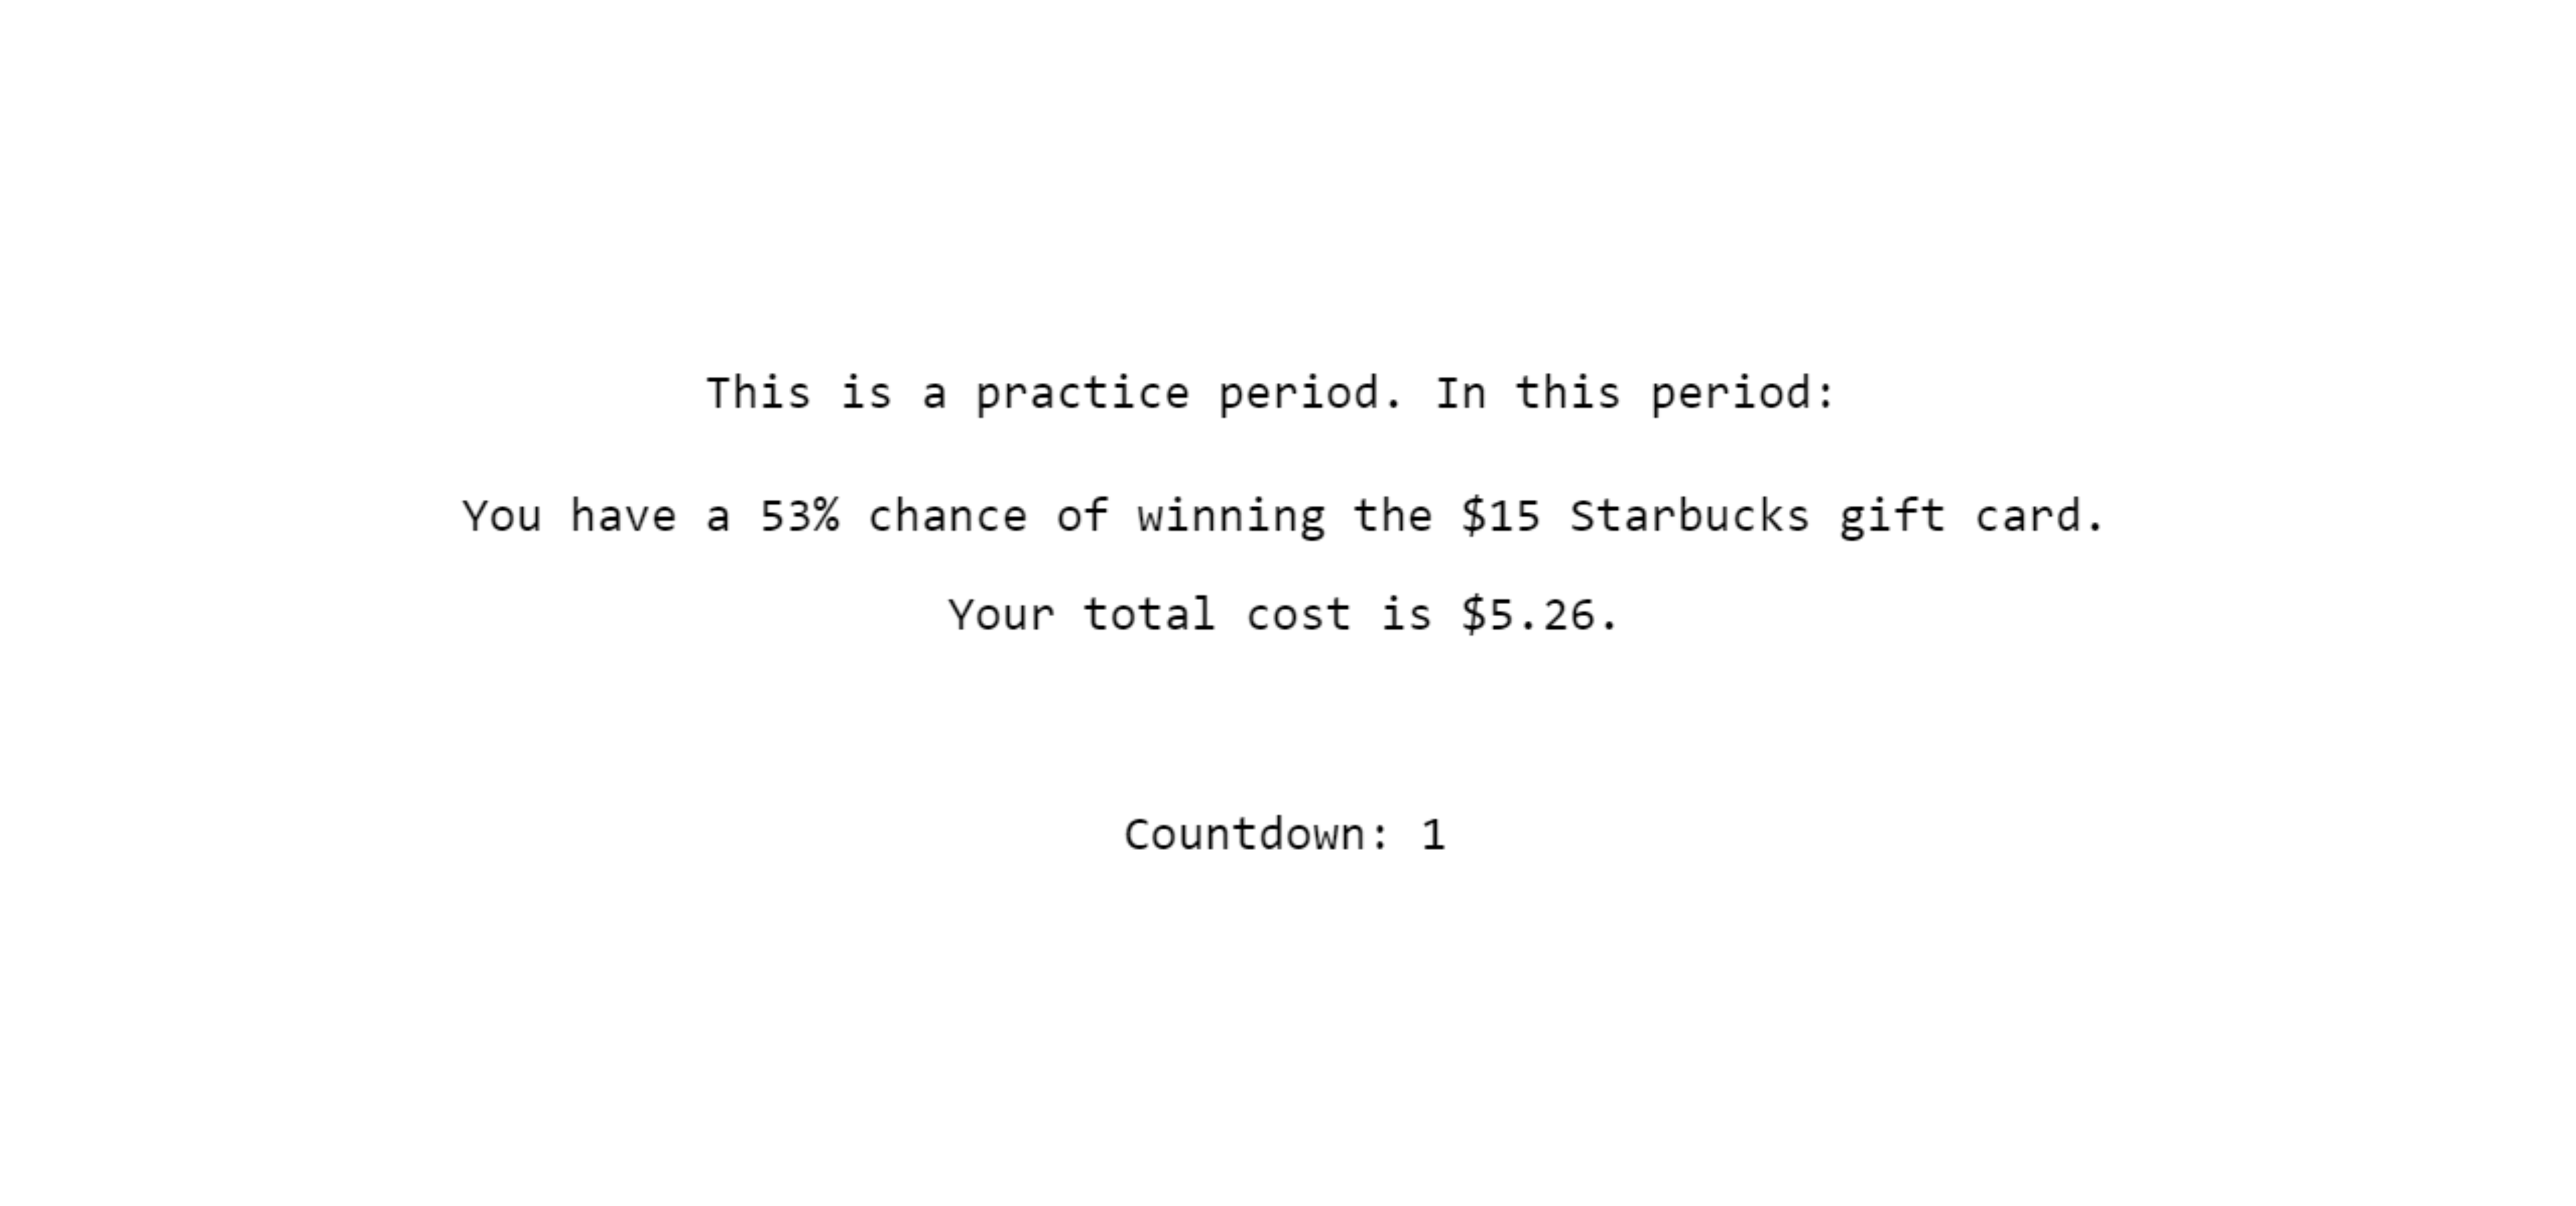 This is a practice period. In this period:
You have a 53% chance of winning the $15 Starbucks gift card.
Your total cost is $5.26.
Countdown: 1